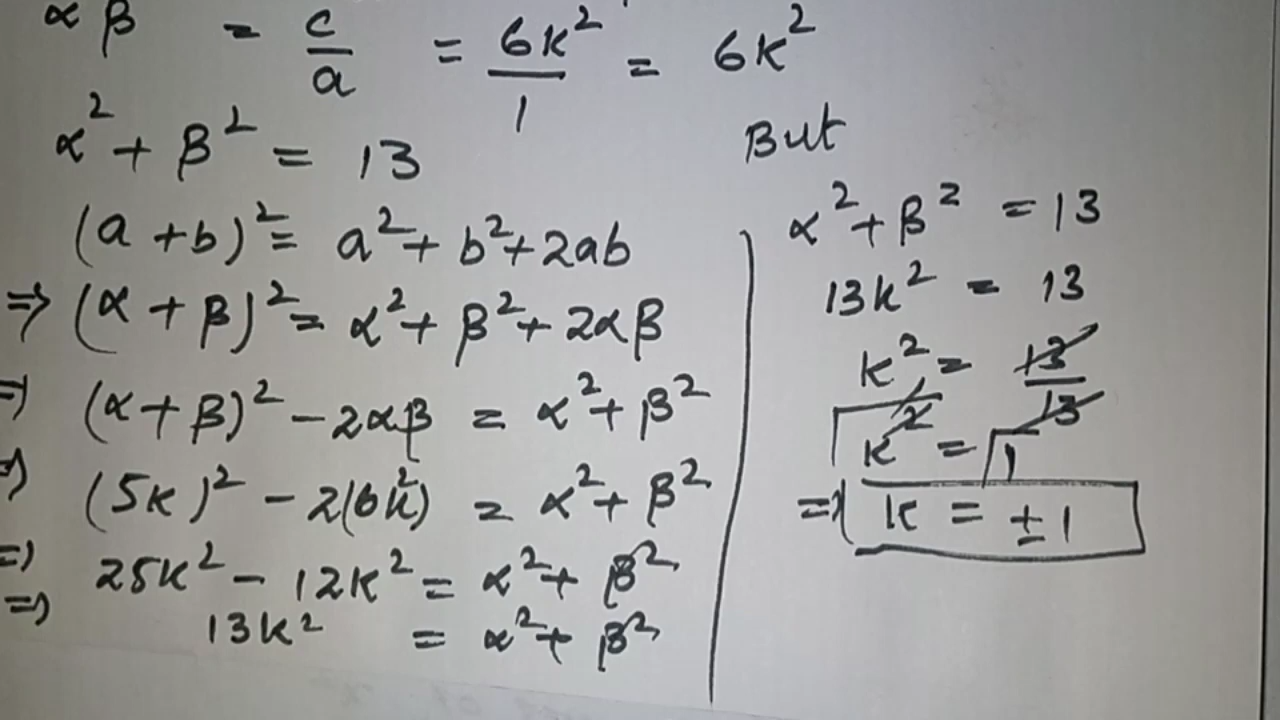 αβ = c/a = 6k²/1 = 6k²
α² + β² = 13
(a + b)² = a² + b² + 2ab
⇒ (α + β)² = α² + β² + 2αβ
⇒ (α + β)² - 2αβ = α² + β²
⇒ (5k)² - 2(6k²) = α² + β²
⇒ 25k² - 12k² = α² + β²
⇒ 13k² = α² + β²
But
α² + β² = 13
13k² = 13
k² = 13/13
√k² = √1
⇒ k = ±1